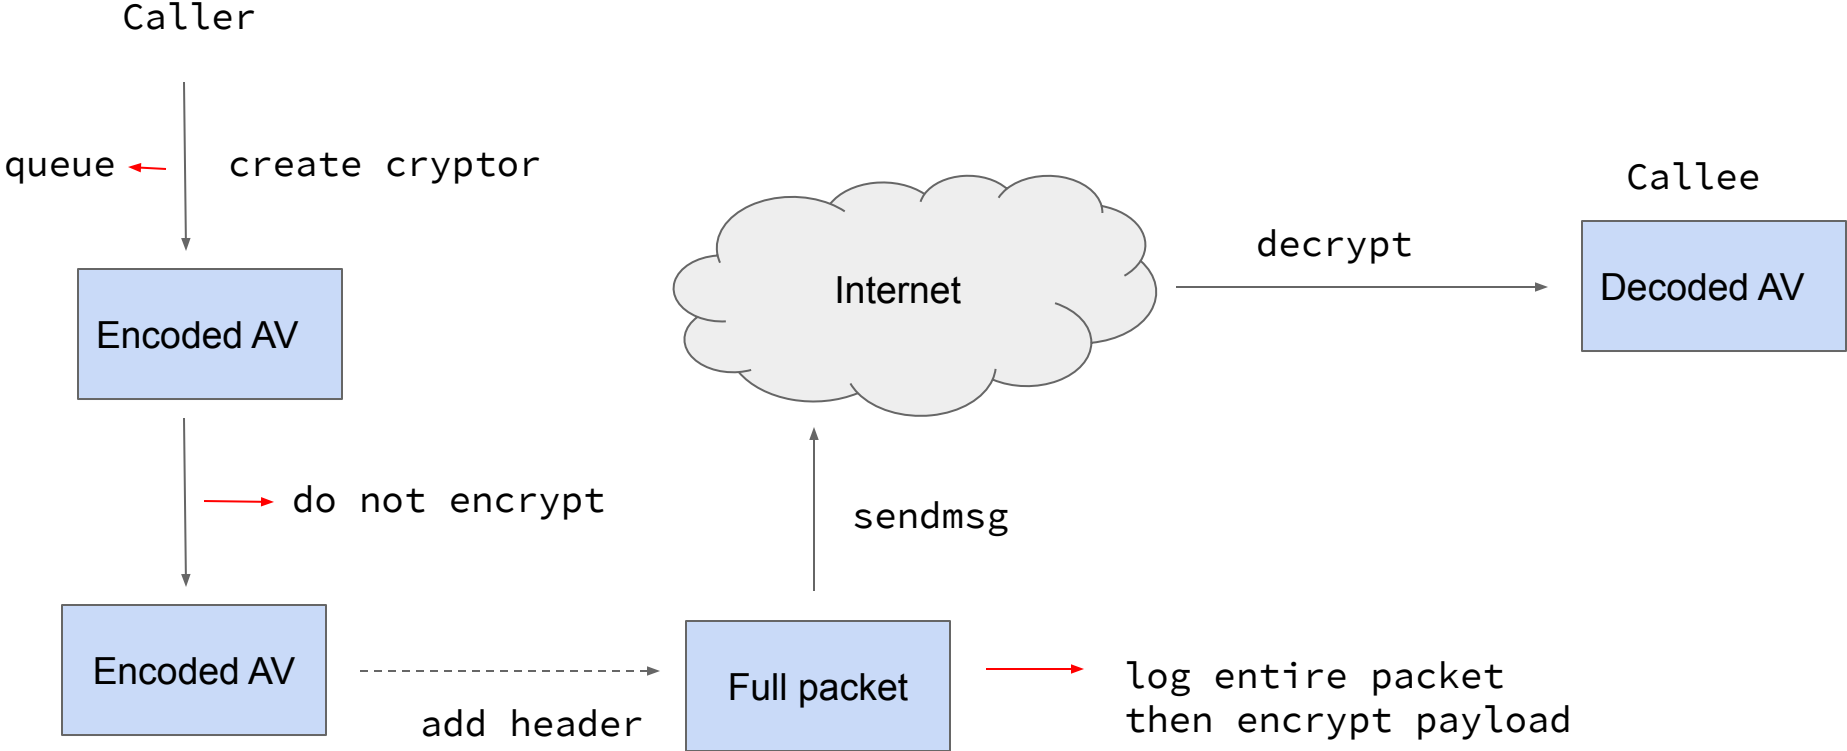 Caller
queue
create cryptor
Encoded AV
do not encrypt
Encoded AV
add header
Full packet
log entire packet
then encrypt payload
sendmsg
Internet
decrypt
Callee
Decoded AV